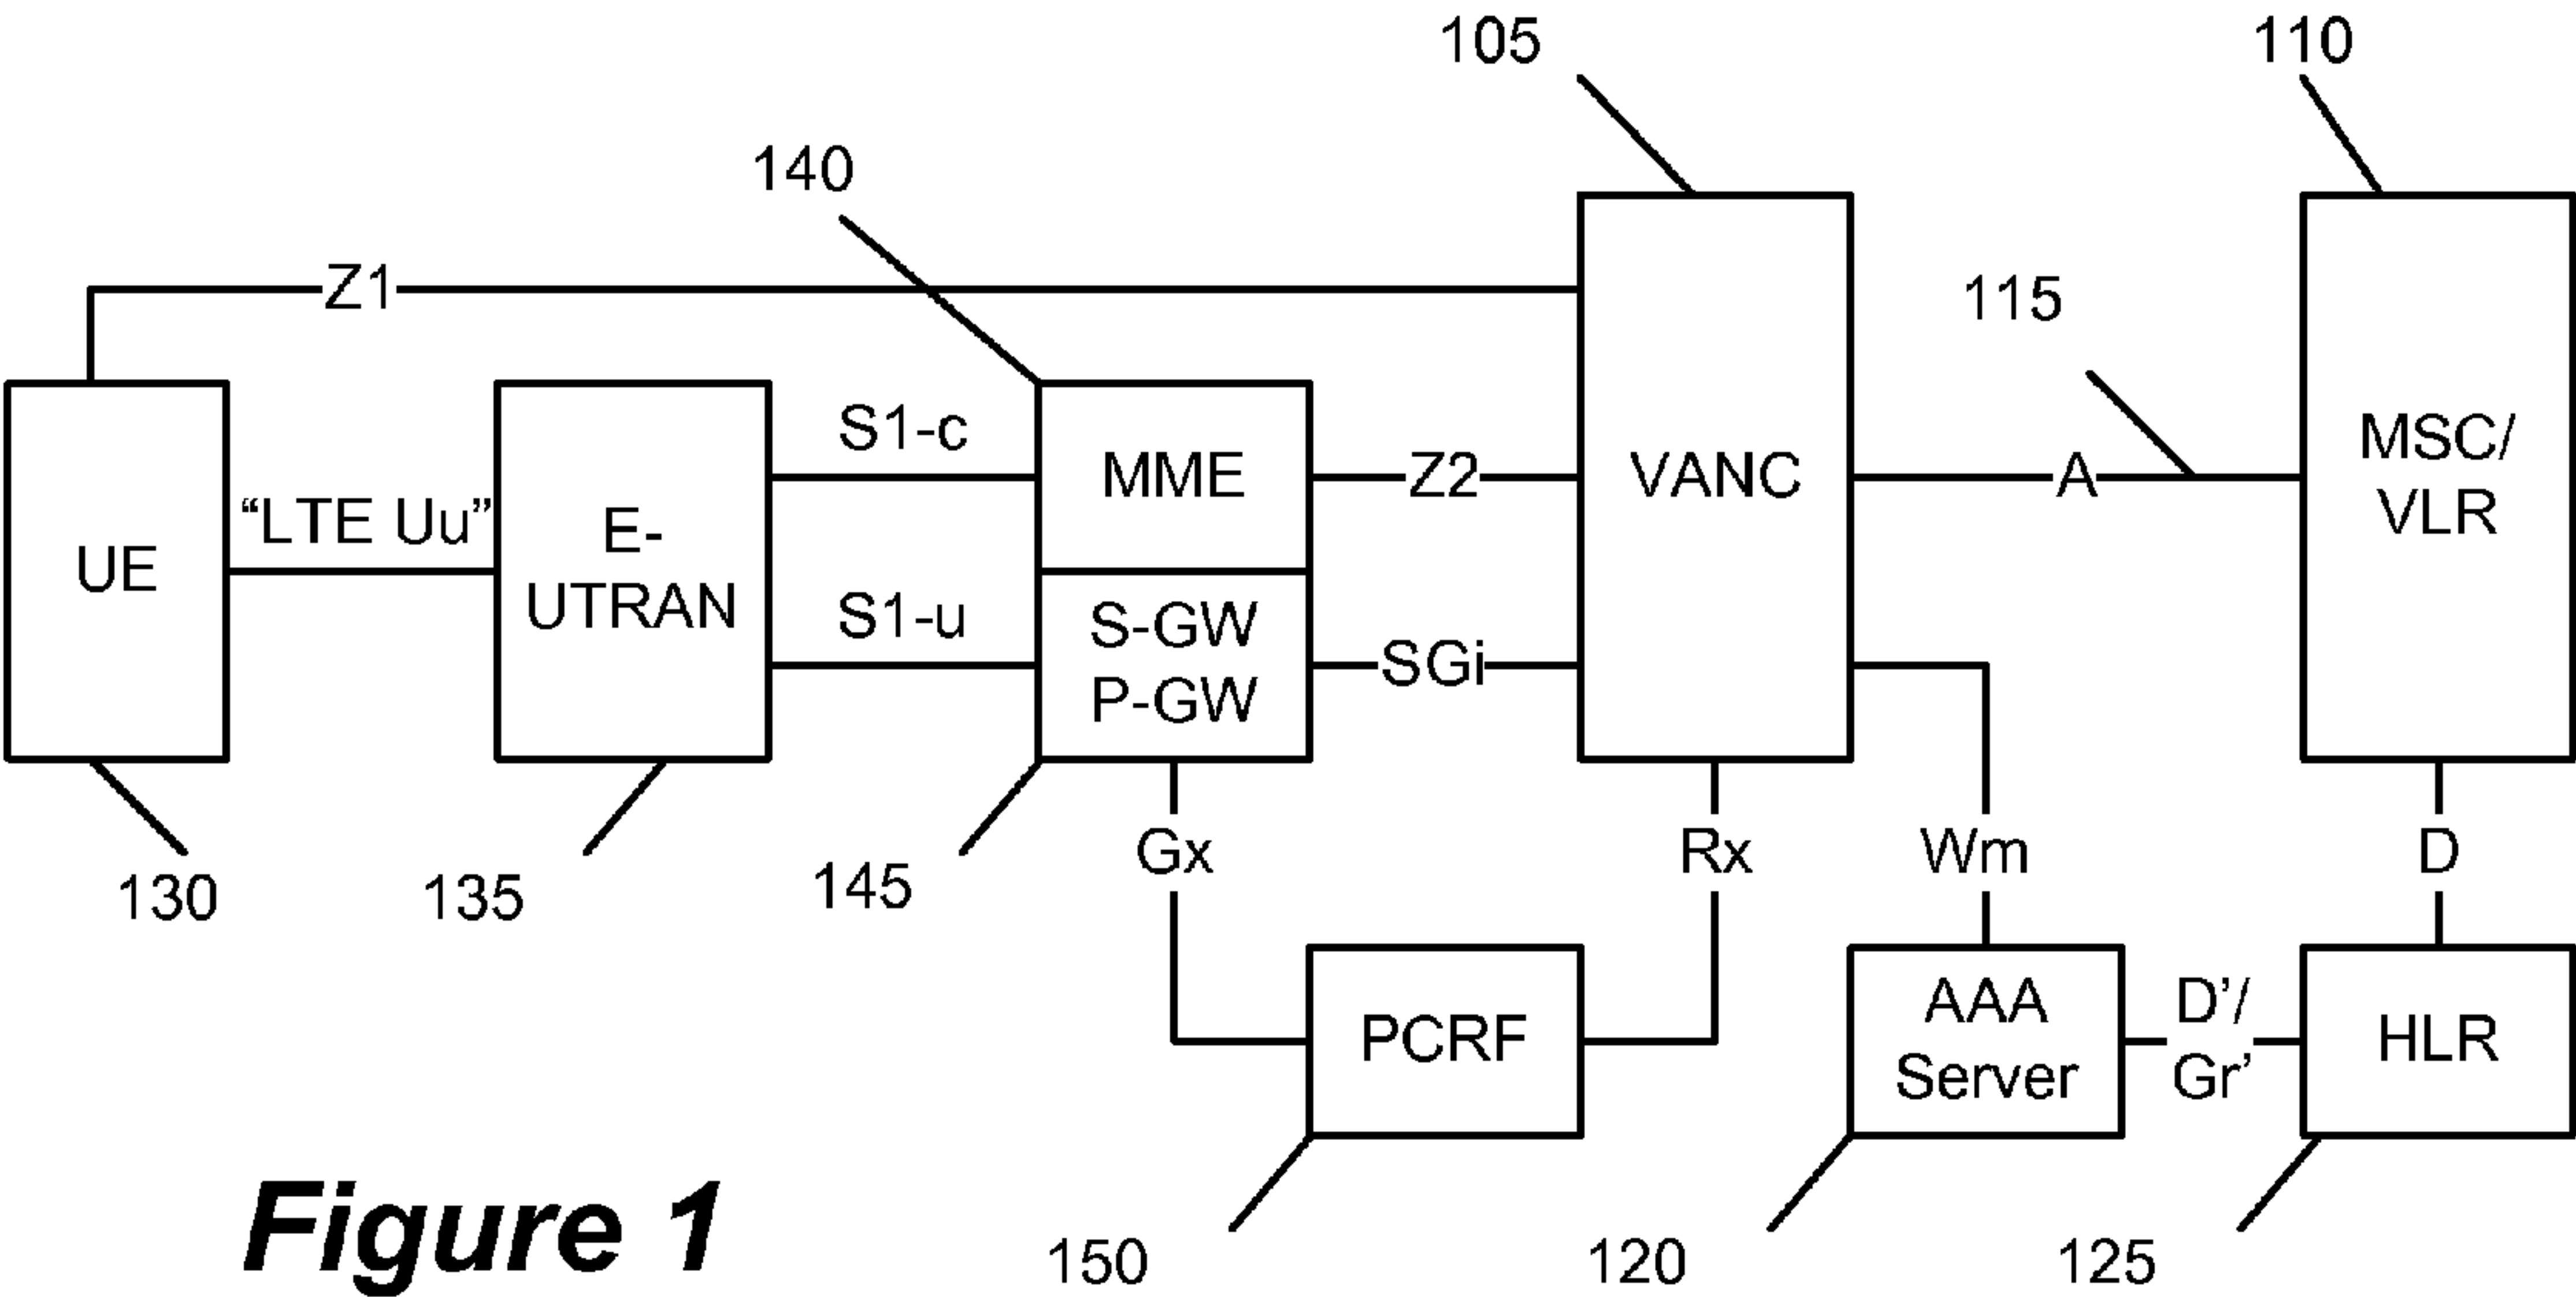 105
110
140
Z1
115
S1-c
MME
Z2
VANC
A
MSC/
VLR
“LTE Uu”
UE
E-
UTRAN
S1-u
S-GW
P-GW
SGi
Gx
Rx
Wm
D
130
135
145
PCRF
AAA
Server
D’/
Gr’
HLR
Figure 1
150
120
125